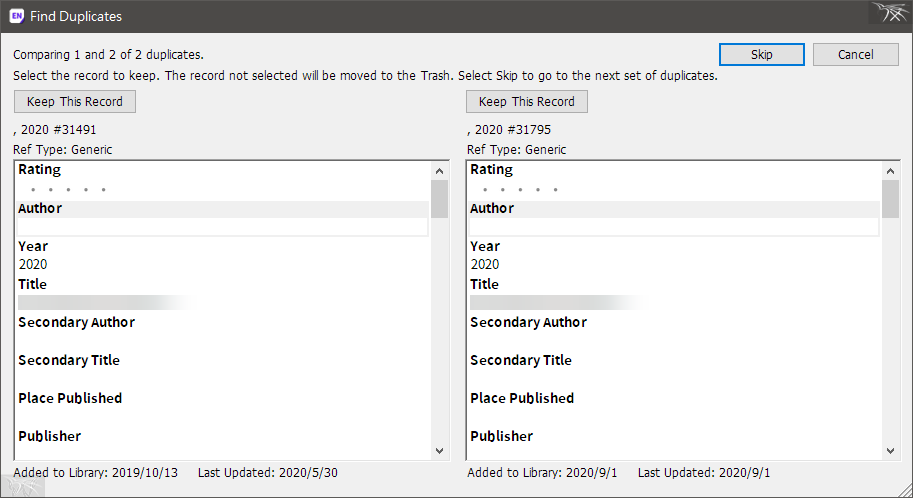 EN Find Duplicates
Comparing 1 and 2 of 2 duplicates.
Skip
Cancel
Select the record to keep. The record not selected will be moved to the Trash. Select Skip to go to the next set of duplicates.
Keep This Record
, 2020 #31491
Ref Type: Generic
Rating
Author
Year
2020
Title
Secondary Author
Secondary Title
Place Published
Publisher
Added to Library: 2019/10/13 Last Updated: 2020/5/30
Keep This Record
, 2020 #31795
Ref Type: Generic
Rating
Author
Year
2020
Title
Secondary Author
Secondary Title
Place Published
Publisher
Added to Library: 2020/9/1 Last Updated: 2020/9/1